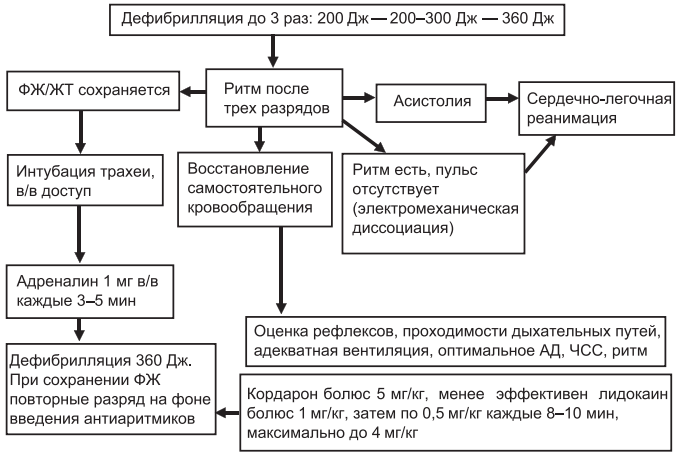 Дефибрилляция до 3 раз: 200 Дж — 200–300 Дж — 360 Дж
ФЖ/ЖТ сохраняется
Ритм после
трех разрядов
Асистолия
Сердечно-легочная
реанимация
Интубация трахеи,
в/в доступ
Восстановление
самостоятельного
кровообращения
Ритм есть, пульс
отсутствует
(электромеханическая
диссоциация)
Адреналин 1 мг в/в
каждые 3–5 мин
Оценка рефлексов, проходимости дыхательных путей,
адекватная вентиляция, оптимальное АД, ЧСС, ритм
Дефибрилляция 360 Дж.
При сохранении ФЖ
повторные разряд на фоне
введения антиаритмиков
Кордарон болюс 5 мг/кг, менее эффективен лидокаин
болюс 1 мг/кг, затем по 0,5 мг/кг каждые 8–10 мин,
максимально до 4 мг/кг